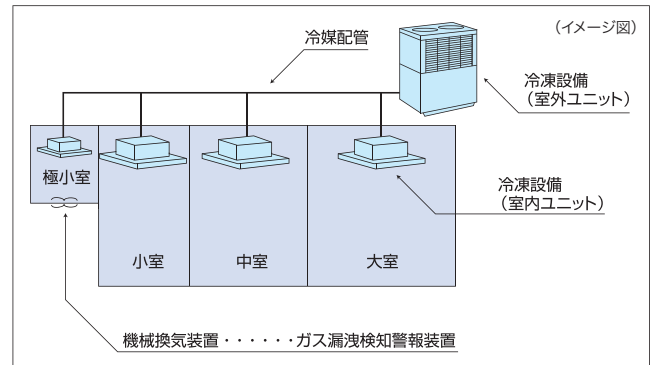 （イメージ図）
冷媒配管
冷凍設備
（室外ユニット）
極小室
冷凍設備
（室内ユニット）
小室
中室
大室
機械換気装置・・・・・・ガス漏洩検知警報装置